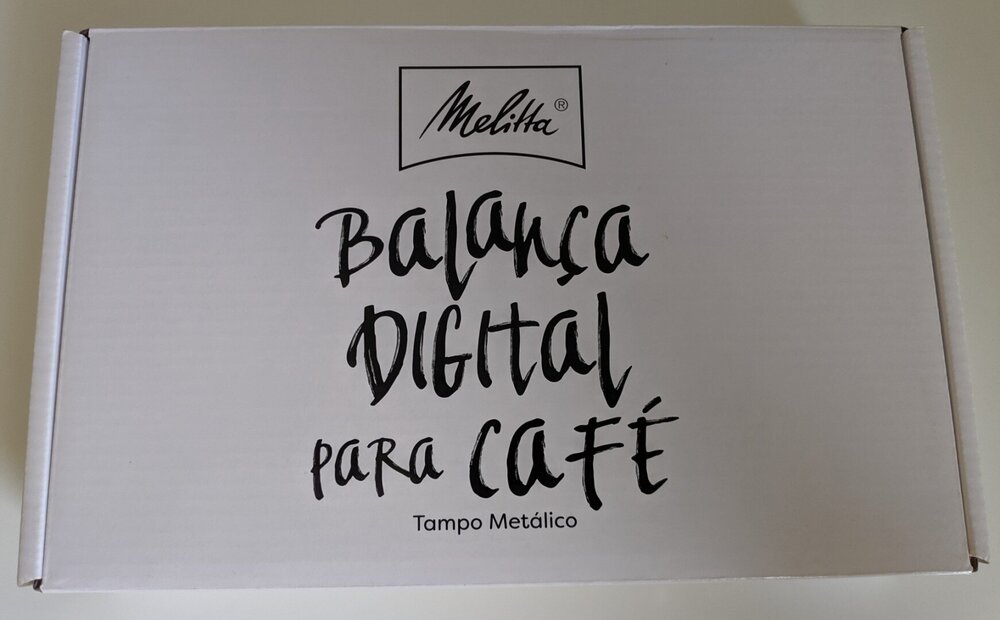 Melitta®
Balança
DIGItal
PARA CAFÉ
Tampo Metálico